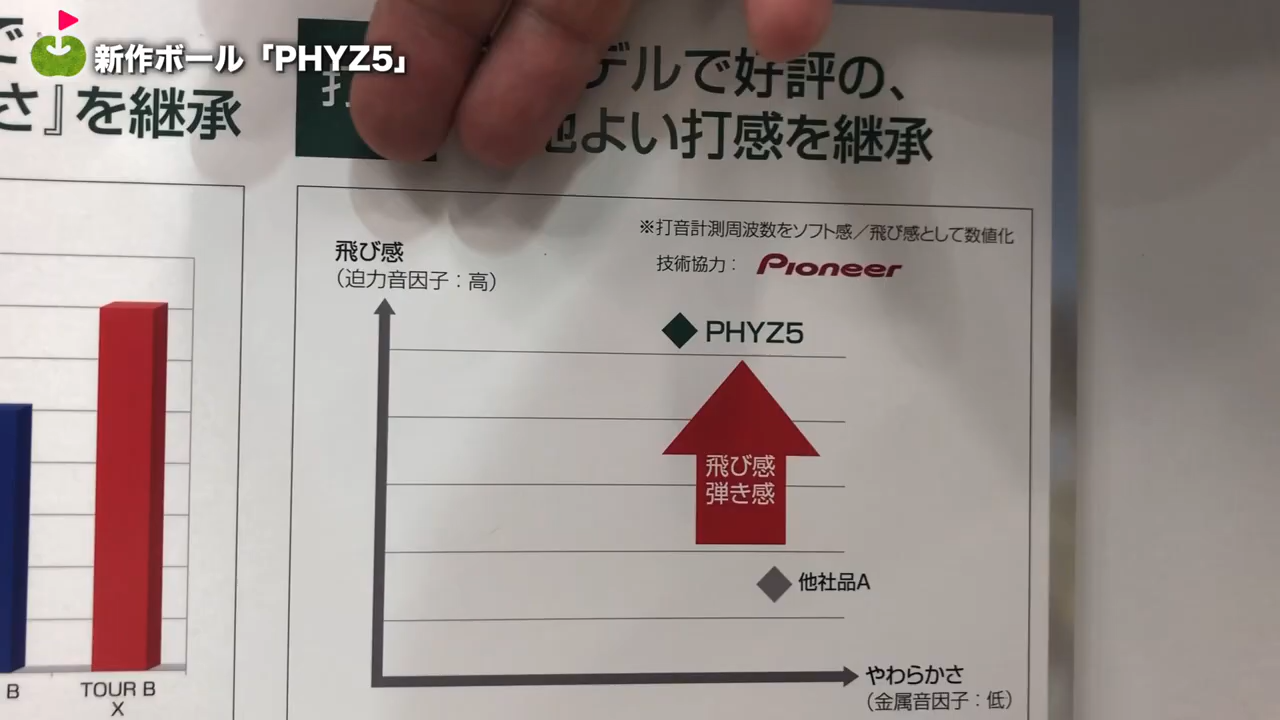 新作ボール「PHYZ5」
で
さ』を継承
打
デルで好評の、
地よい打感を継承
※打音計測周波数をソフト感／飛び感として数値化
技術協力： Pioneer
飛び感
（迫力音因子：高）
PHYZ5
飛び感
弾き感
他社品A
やわらかさ
（金属音因子：低）
B
TOUR B
X